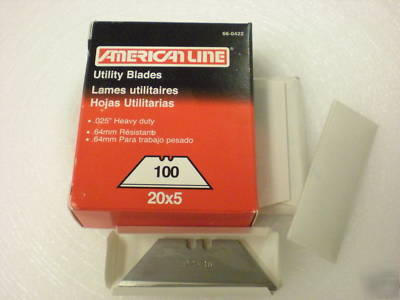 66-0422
AMERICAN LINE®
Utility Blades
Lames utilitaires
Hojas Utilitarias
• .025" Heavy duty
• .64mm Résistant
• .64mm Para trabajo pesado
100
20x5